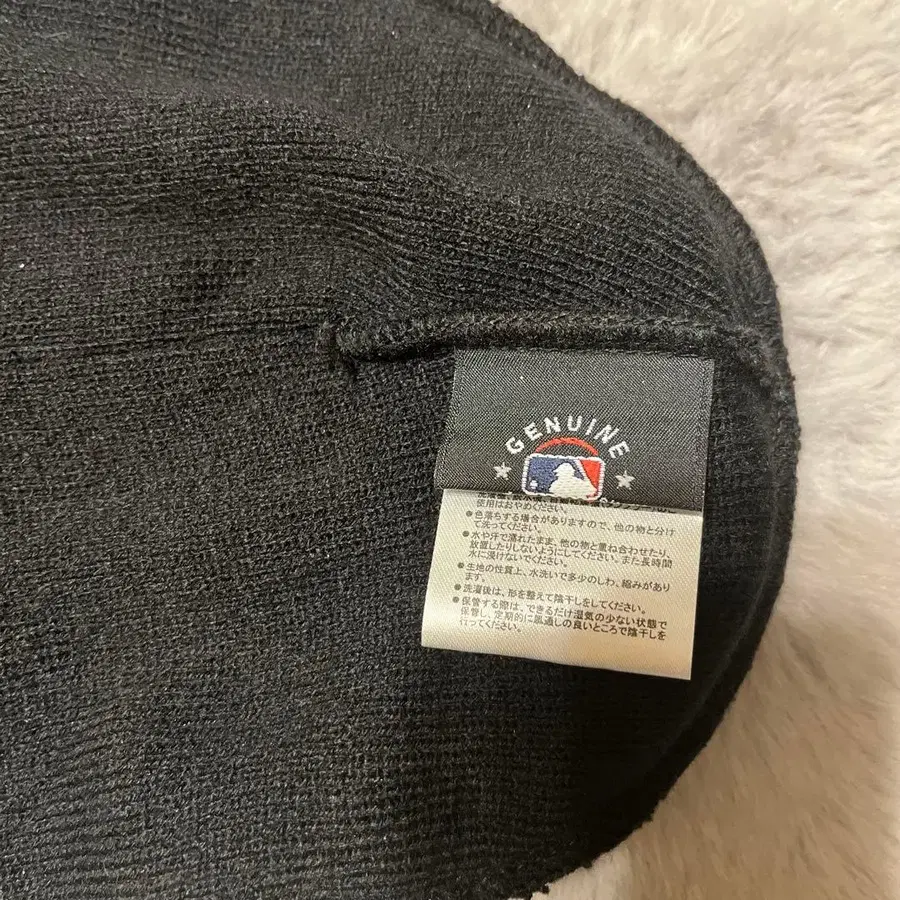 GENUINE
使用はおやめください。
●色落ちする場合がありますので、他の物と分け
て洗ってください。
●水や汗で濡れたまま、他の物と重ね合わせたり、
放置したりしないようにしてください。また長時間
水に浸けないでください。
●生地の性質上、水洗いで多少のしわ、縮みがあり
ます。
●洗濯後は、形を整えて陰干しをしてください。
●保管する際は、できるだけ湿気の少ない状態で
保管し、定期的に風通しの良いところで陰干しを
行ってください。